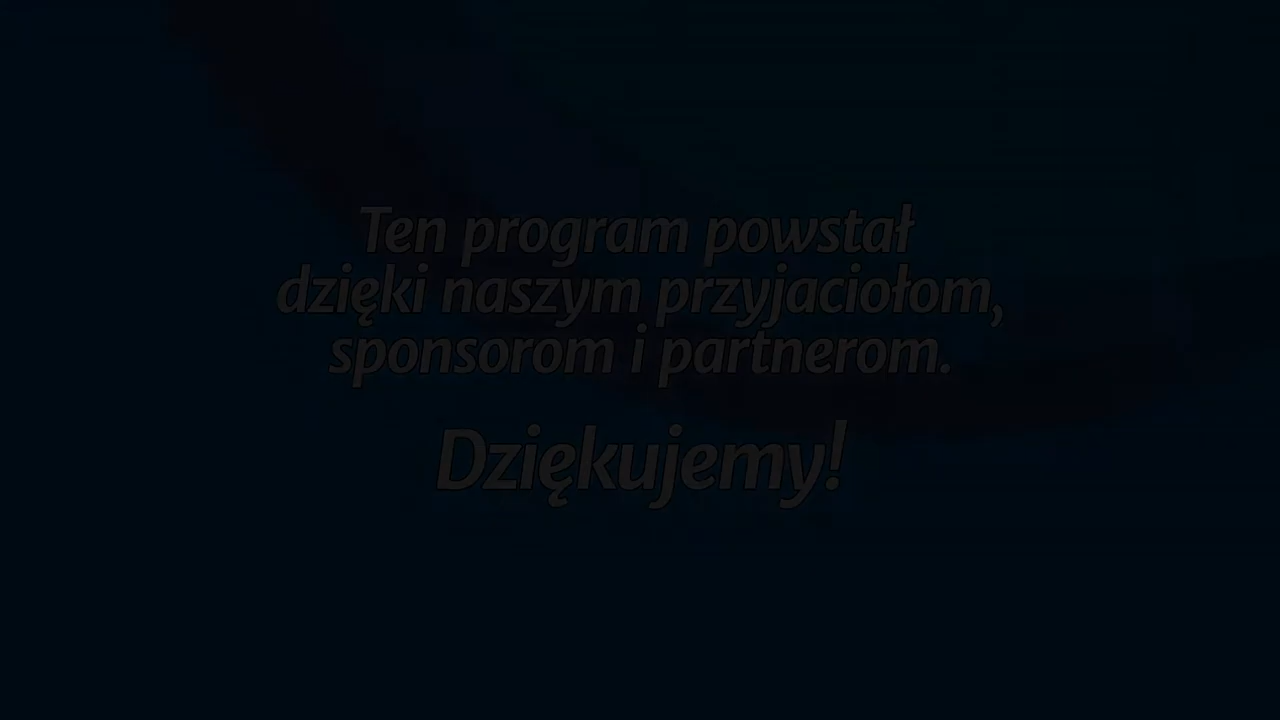 Ten program powstał
dzięki naszym przyjaciołom,
sponsorom i partnerom.
Dziękujemy!